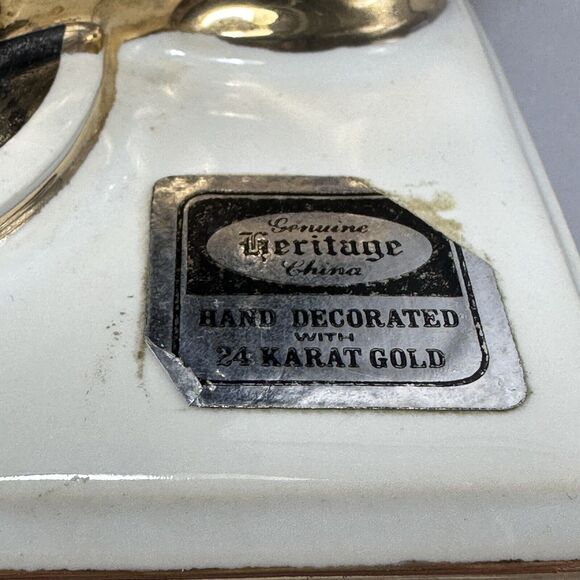 Genuine
Heritage
China
HAND DECORATED
WITH
24 KARAT GOLD